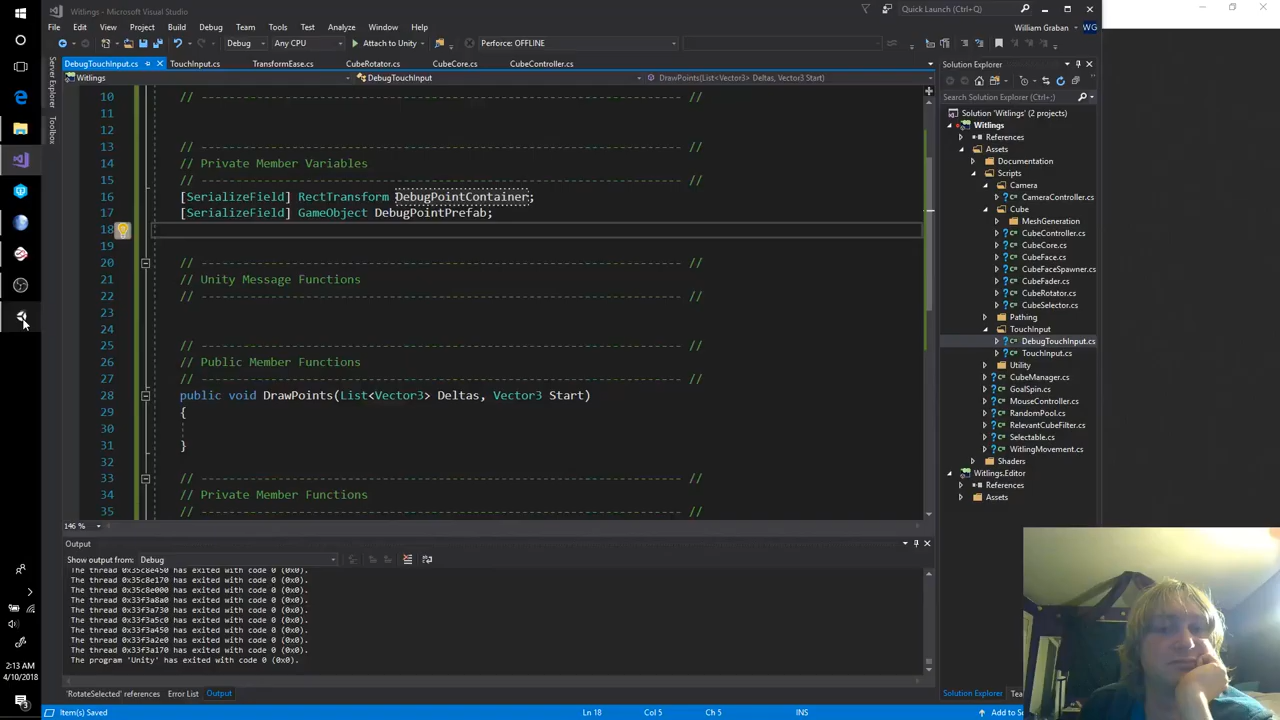 Witlings - Microsoft Visual Studio
Quick Launch (Ctrl+;)
File Edit View Project Build Debug Team Tools Test Analyze Window Help
William Graban WG
Debug Any CPU Attach to Unity Perforce: OFFLINE
DebugTouchInput.cs TouchInput.cs TransformEase.cs CubeRotator.cs CubeCore.cs CubeController.cs
Witlings DebugTouchInput DrawPoints(List<Vector3> Deltas, Vector3 Start)
Server Explorer
Toolbox
10 // ------------------------------------------------------------- //
11
12
13 // ------------------------------------------------------------- //
14 // Private Member Variables
15 // ------------------------------------------------------------- //
16 [SerializeField] RectTransform DebugPointContainer;
17 [SerializeField] GameObject DebugPointPrefab;
18
19
20 // ------------------------------------------------------------- //
21 // Unity Message Functions
22 // ------------------------------------------------------------- //
23
24
25 // ------------------------------------------------------------- //
26 // Public Member Functions
27 // ------------------------------------------------------------- //
28 public void DrawPoints(List<Vector3> Deltas, Vector3 Start)
29 {
30
31 }
32
33 // ------------------------------------------------------------- //
34 // Private Member Functions
35 // ------------------------------------------------------------- //
146 %
Output
Show output from: Debug
The thread 0x35c8e450 has exited with code 0 (0x0).
The thread 0x35c8e170 has exited with code 0 (0x0).
The thread 0x35c8e000 has exited with code 0 (0x0).
The thread 0x33f3a8a0 has exited with code 0 (0x0).
The thread 0x33f3a730 has exited with code 0 (0x0).
The thread 0x33f3a5c0 has exited with code 0 (0x0).
The thread 0x33f3a450 has exited with code 0 (0x0).
The thread 0x33f3a2e0 has exited with code 0 (0x0).
The thread 0x33f3a170 has exited with code 0 (0x0).
The program 'Unity' has exited with code 0 (0x0).
'RotateSelected' references Error List Output
Item(s) Saved Ln 18 Col 5 Ch 5 INS Add to S
Solution Explorer
Search Solution Explorer (Ctrl+;)
Solution 'Witlings' (2 projects)
Witlings
References
Assets
Documentation
Scripts
Camera
CameraController.cs
Cube
MeshGeneration
CubeController.cs
CubeCore.cs
CubeFace.cs
CubeFaceSpawner.cs
CubeFader.cs
CubeRotator.cs
CubeSelector.cs
Pathing
TouchInput
DebugTouchInput.cs
TouchInput.cs
Utility
CubeManager.cs
GoalSpin.cs
MouseController.cs
RandomPool.cs
RelevantCubeFilter.cs
Selectable.cs
WitlingMovement.cs
Shaders
Witlings.Editor
References
Assets
Solution Explorer Tea
2:13 AM
4/10/2018
3